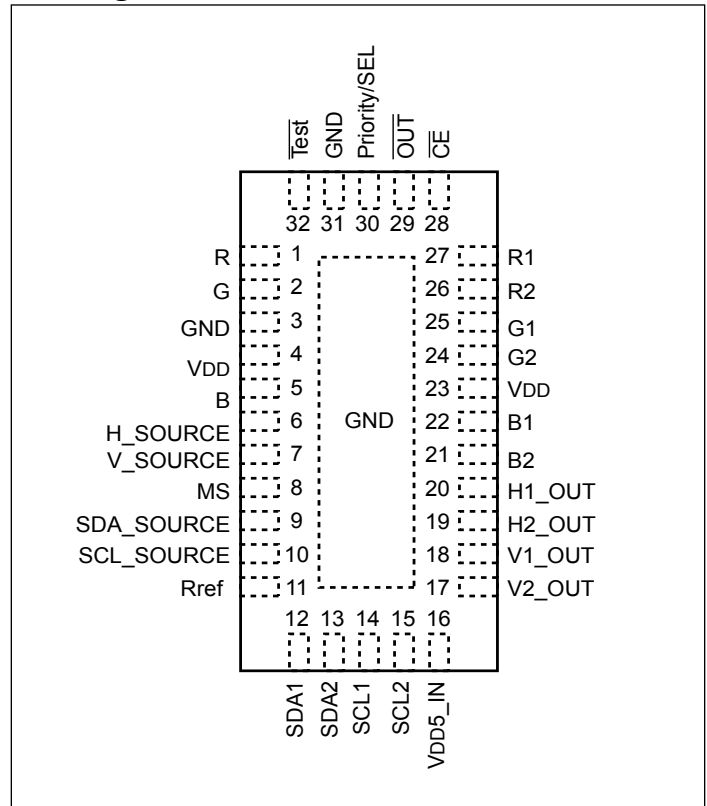 Test GND Priority/SEL OUT CE
32 31 30 29 28
R 1 27 R1
G 2 26 R2
GND 3 25 G1
VDD 4 24 G2
B 5 23 VDD
H_SOURCE 6 GND 22 B1
V_SOURCE 7 21 B2
MS 8 20 H1_OUT
SDA_SOURCE 9 19 H2_OUT
SCL_SOURCE 10 18 V1_OUT
Rref 11 17 V2_OUT
12 13 14 15 16
SDA1 SDA2 SCL1 SCL2 VDD5_IN